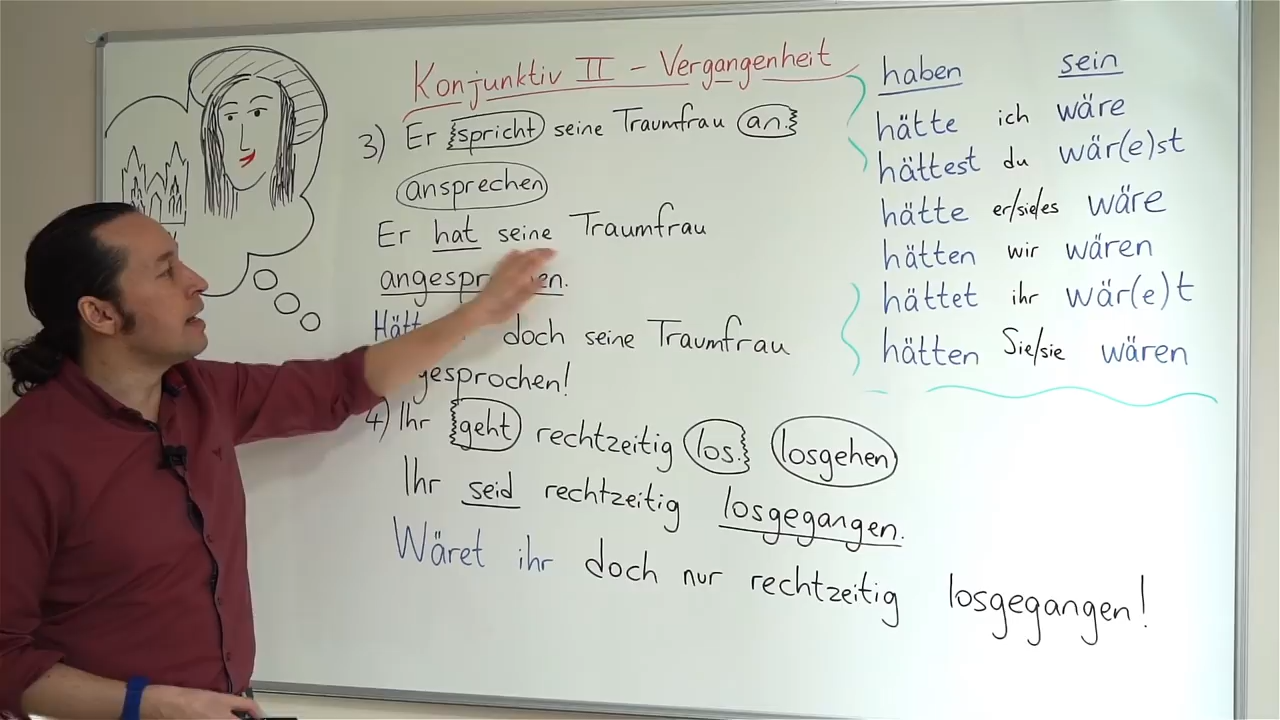 Konjunktiv II - Vergangenheit
3) Er spricht seine Traumfrau an.
ansprechen
Er hat seine Traumfrau
doch seine Traumfrau
4) Ihr geht rechtzeitig los. losgehen
Ihr seid rechtzeitig losgegangen.
Wäret ihr doch nur rechtzeitig losgegangen!
haben sein
hätte ich wäre
hättest du wär(e)st
hätte er/sie/es wäre
hätten wir wären
hättet ihr wär(e)t
hätten Sie/sie wären